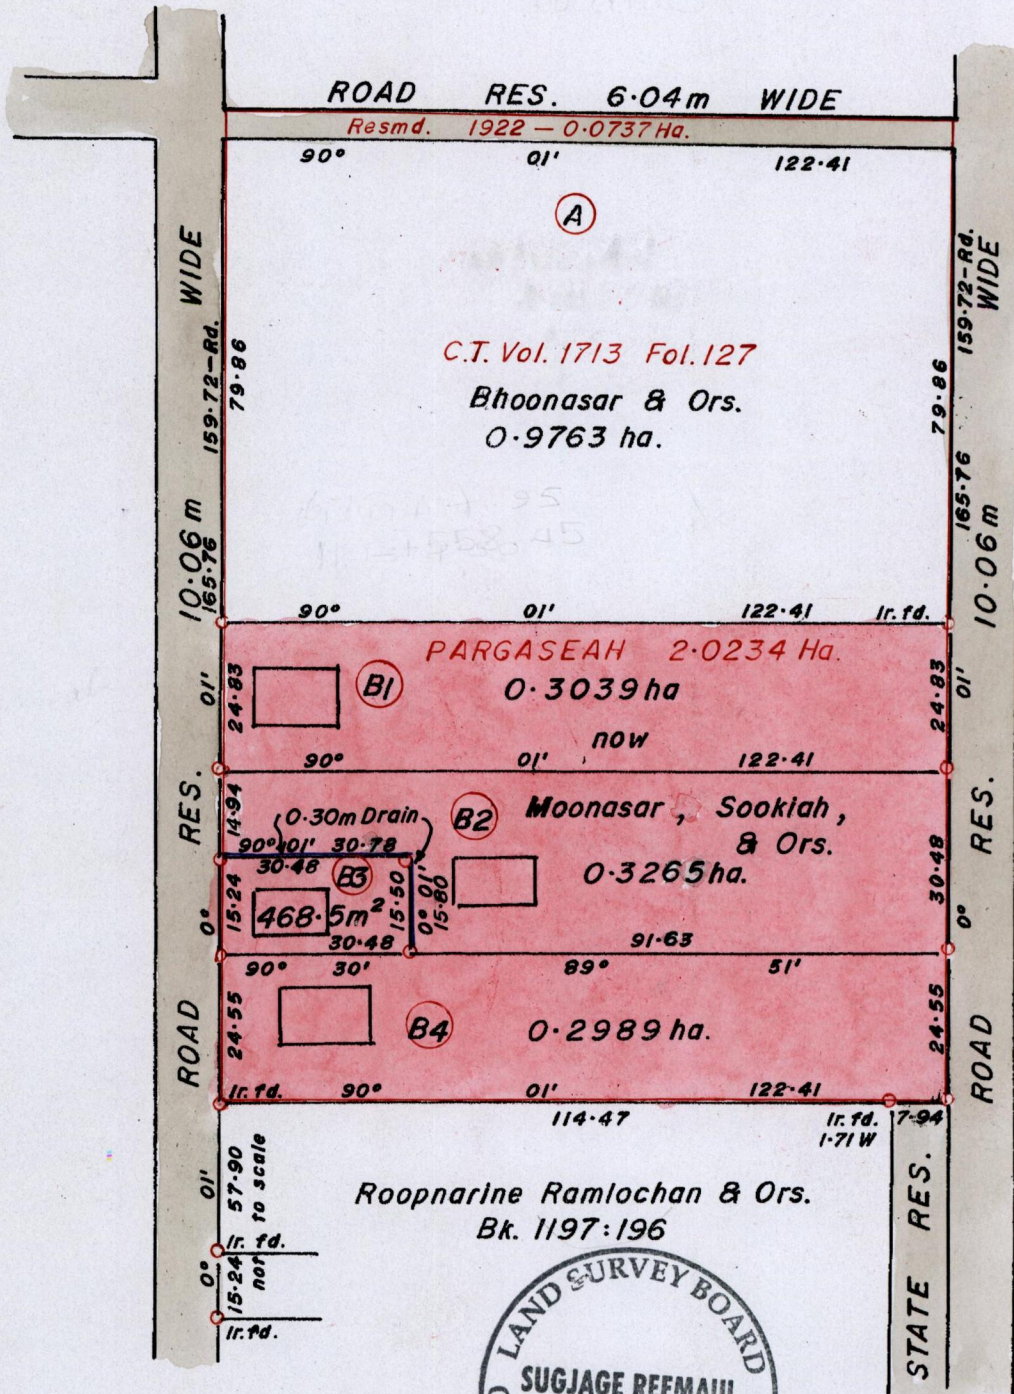 ROAD RES. 6·04m WIDE
Resmd. 1922 — 0·0737 Ha.
90° 01' 122·41
A
C.T. Vol. 1713 Fol. 127
Bhoonasar & Ors.
0·9763 ha.
79·86
159·72-Rd.
165·76
10·06 m WIDE
79·86
159·72-Rd.
165·76
10·06 m WIDE
90° 01' 122·41 Ir. fd.
PARGASEAH 2·0234 Ha.
B1
0·3039 ha
now
24·83
01'
24·83
01'
90° 01' 122·41
ROAD RES.
ROAD RES.
14·94
0·30m Drain
B2
Moonasar, Sookiah,
& Ors.
0·3265 ha.
90° 01' 30·78
30·48
B3
468·5m²
30·48
15·24
0°
15·50
0° 01'
15·80
30·48
0°
91·63
90° 30' 89° 51'
24·55
B4
0·2989 ha.
24·55
Ir. fd. 90° 01' 122·41
114·47
Ir. fd. 7·94
1·71 W
Roopnarine Ramlochan & Ors.
Bk. 1197:196
01'
57·90
not to scale
Ir. fd.
0°
15·24
Ir. fd.
STATE RES.
LAND SURVEY BOARD
SUGJAGE REEMAUL